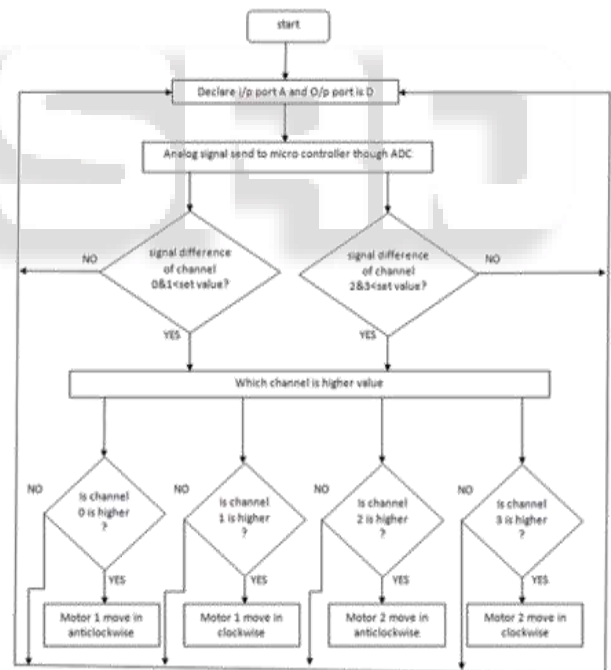 start
Declare i/p port A and O/p port is D
Analog signal send to micro controller though ADC
NO
signal difference
of channel
0&1<set value?
signal difference
of channel
2&3<set value?
NO
YES
YES
Which channel is higher value
NO
Is channel
0 is higher
?
NO
Is channel
1 is higher
?
NO
Is channel
2 is higher
?
NO
Is channel
3 is higher
?
YES
YES
YES
YES
Motor 1 move in
anticlockwise
Motor 1 move in
clockwise
Motor 2 move in
anticlockwise
Motor 2 move in
clockwise